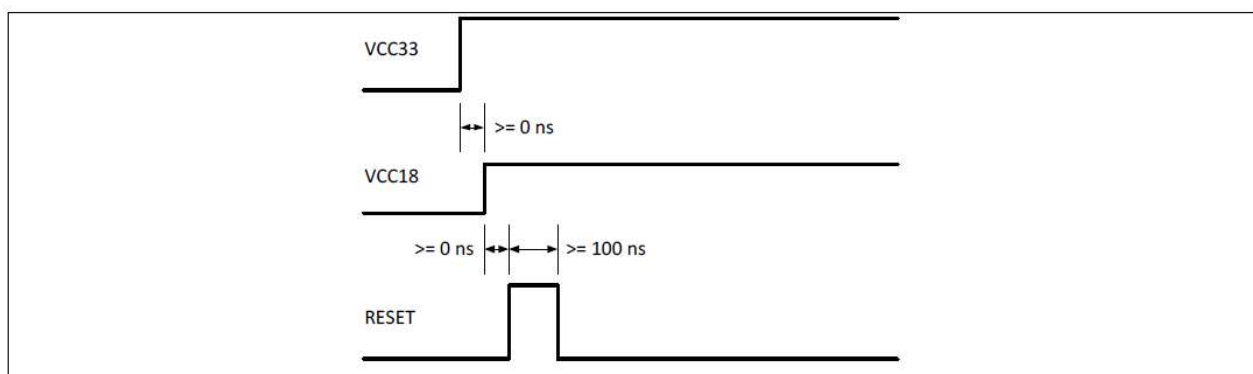 VCC33
>= 0 ns
VCC18
>= 0 ns >= 100 ns
RESET